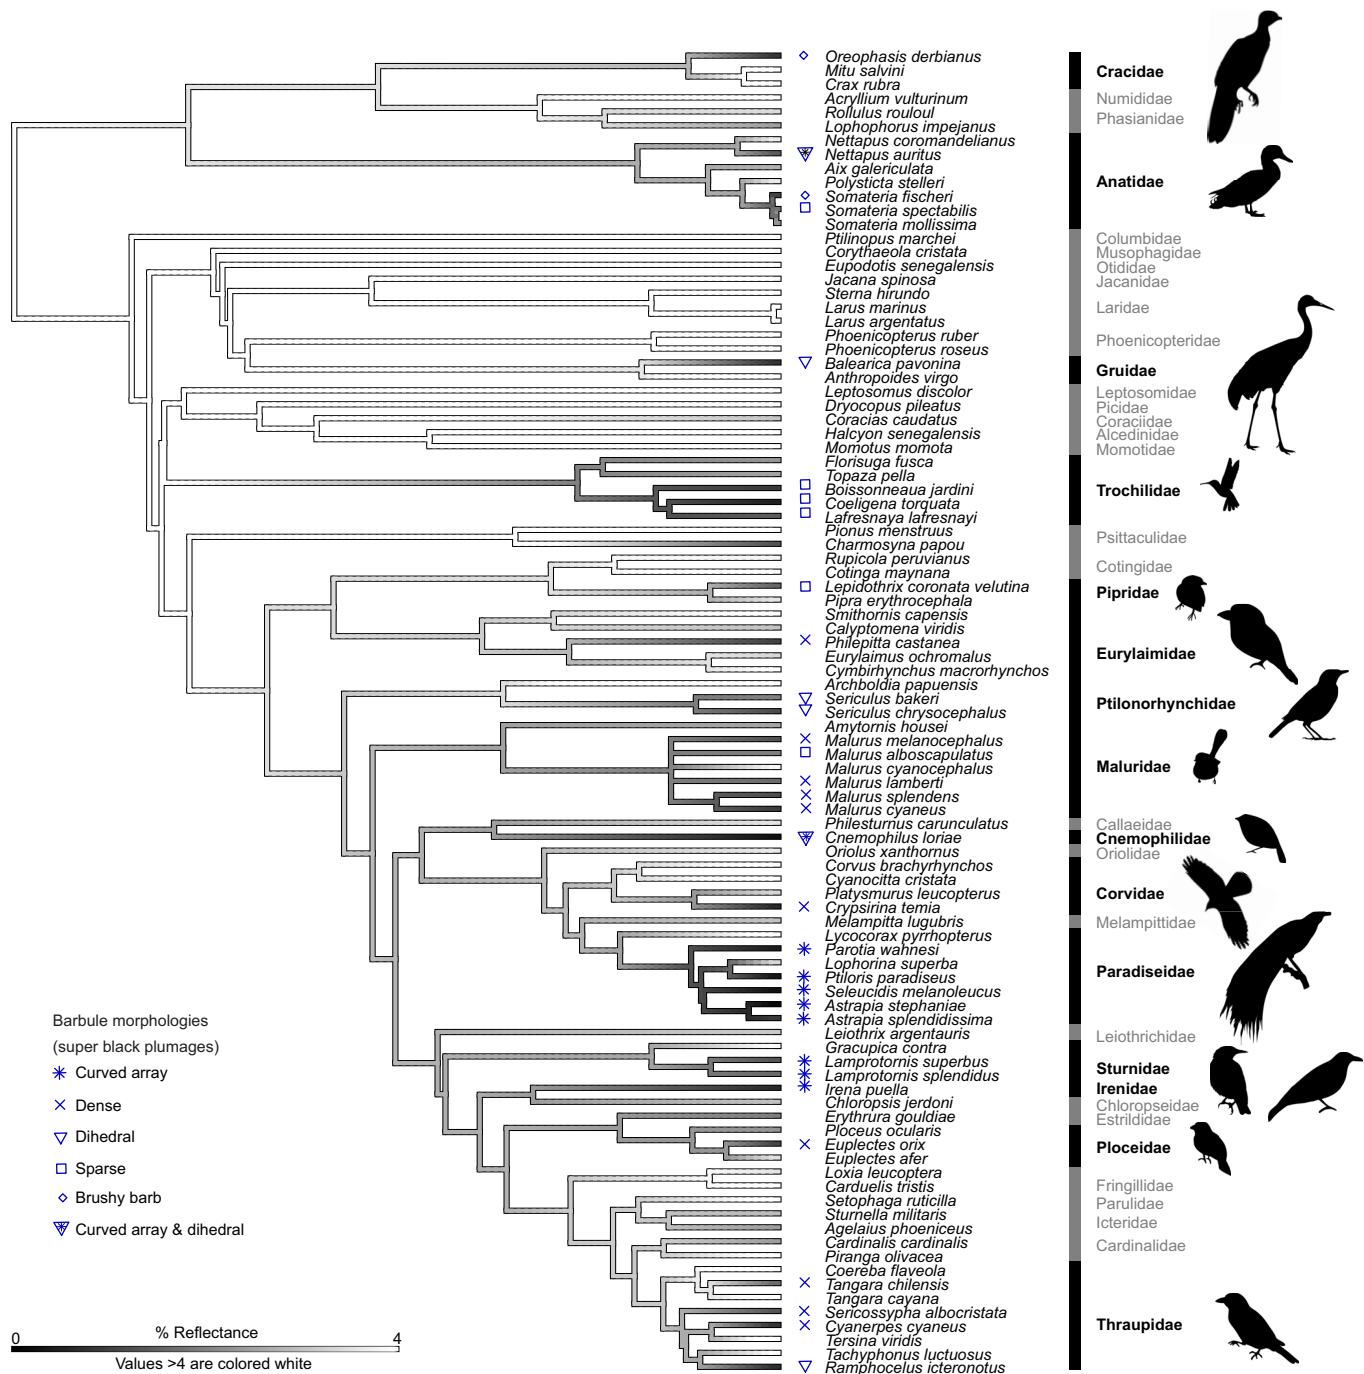 Oreophasis derbianus
Mitu salvini
Crax rubra
Acryllium vulturinum
Rollulus rouloul
Lophophorus impejanus
Nettapus coromandelianus
Nettapus auritus
Aix galericulata
Polysticta stelleri
Somateria fischeri
Somateria spectabilis
Somateria mollissima
Ptilinopus marchei
Corythaeola cristata
Eupodotis senegalensis
Jacana spinosa
Sterna hirundo
Larus marinus
Larus argentatus
Phoenicopterus ruber
Phoenicopterus roseus
Balearica pavonina
Anthropoides virgo
Leptosomus discolor
Dryocopus pileatus
Coracias caudatus
Halcyon senegalensis
Momotus momota
Florisuga fusca
Topaza pella
Boissonneaua jardini
Coeligena torquata
Lafresnaya lafresnayi
Pionus menstruus
Charmosyna papou
Rupicola peruvianus
Cotinga maynana
Lepidothrix coronata velutina
Pipra erythrocephala
Smithornis capensis
Calyptomena viridis
Philepitta castanea
Eurylaimus ochromalus
Cymbirhynchus macrorhynchos
Archboldia papuensis
Sericulus bakeri
Sericulus chrysocephalus
Amytornis housei
Malurus melanocephalus
Malurus alboscapulatus
Malurus cyanocephalus
Malurus lamberti
Malurus splendens
Malurus cyaneus
Philesturnus carunculatus
Cnemophilus loriae
Oriolus xanthornus
Corvus brachyrhynchos
Cyanocitta cristata
Platysmurus leucopterus
Crypsirina temia
Melampitta lugubris
Lycocorax pyrrhopterus
Parotia wahnesi
Lophorina superba
Ptiloris paradiseus
Seleucidis melanoleucus
Astrapia stephaniae
Astrapia splendidissima
Leiothrix argentauris
Gracupica contra
Lamprotornis superbus
Lamprotornis splendidus
Irena puella
Chloropsis jerdoni
Erythrura gouldiae
Ploceus ocularis
Euplectes orix
Euplectes afer
Loxia leucoptera
Carduelis tristis
Setophaga ruticilla
Sturnella militaris
Agelaius phoeniceus
Cardinalis cardinalis
Piranga olivacea
Coereba flaveola
Tangara chilensis
Tangara cayana
Sericossypha albocristata
Cyanerpes cyaneus
Tersina viridis
Tachyphonus luctuosus
Ramphocelus icteronotus
Cracidae
Numididae
Phasianidae
Anatidae
Columbidae
Musophagidae
Otididae
Jacanidae
Laridae
Phoenicopteridae
Gruidae
Leptosomidae
Picidae
Coraciidae
Alcedinidae
Momotidae
Trochilidae
Psittaculidae
Cotingidae
Pipridae
Eurylaimidae
Ptilonorhynchidae
Maluridae
Callaeidae
Cnemophilidae
Oriolidae
Corvidae
Melampittidae
Paradiseidae
Leiothrichidae
Sturnidae
Irenidae
Chloropseidae
Estrildidae
Ploceidae
Fringillidae
Parulidae
Icteridae
Cardinalidae
Thraupidae
Barbule morphologies
(super black plumages)
Curved array
Dense
Dihedral
Sparse
Brushy barb
Curved array & dihedral
0 % Reflectance 4
Values >4 are colored white